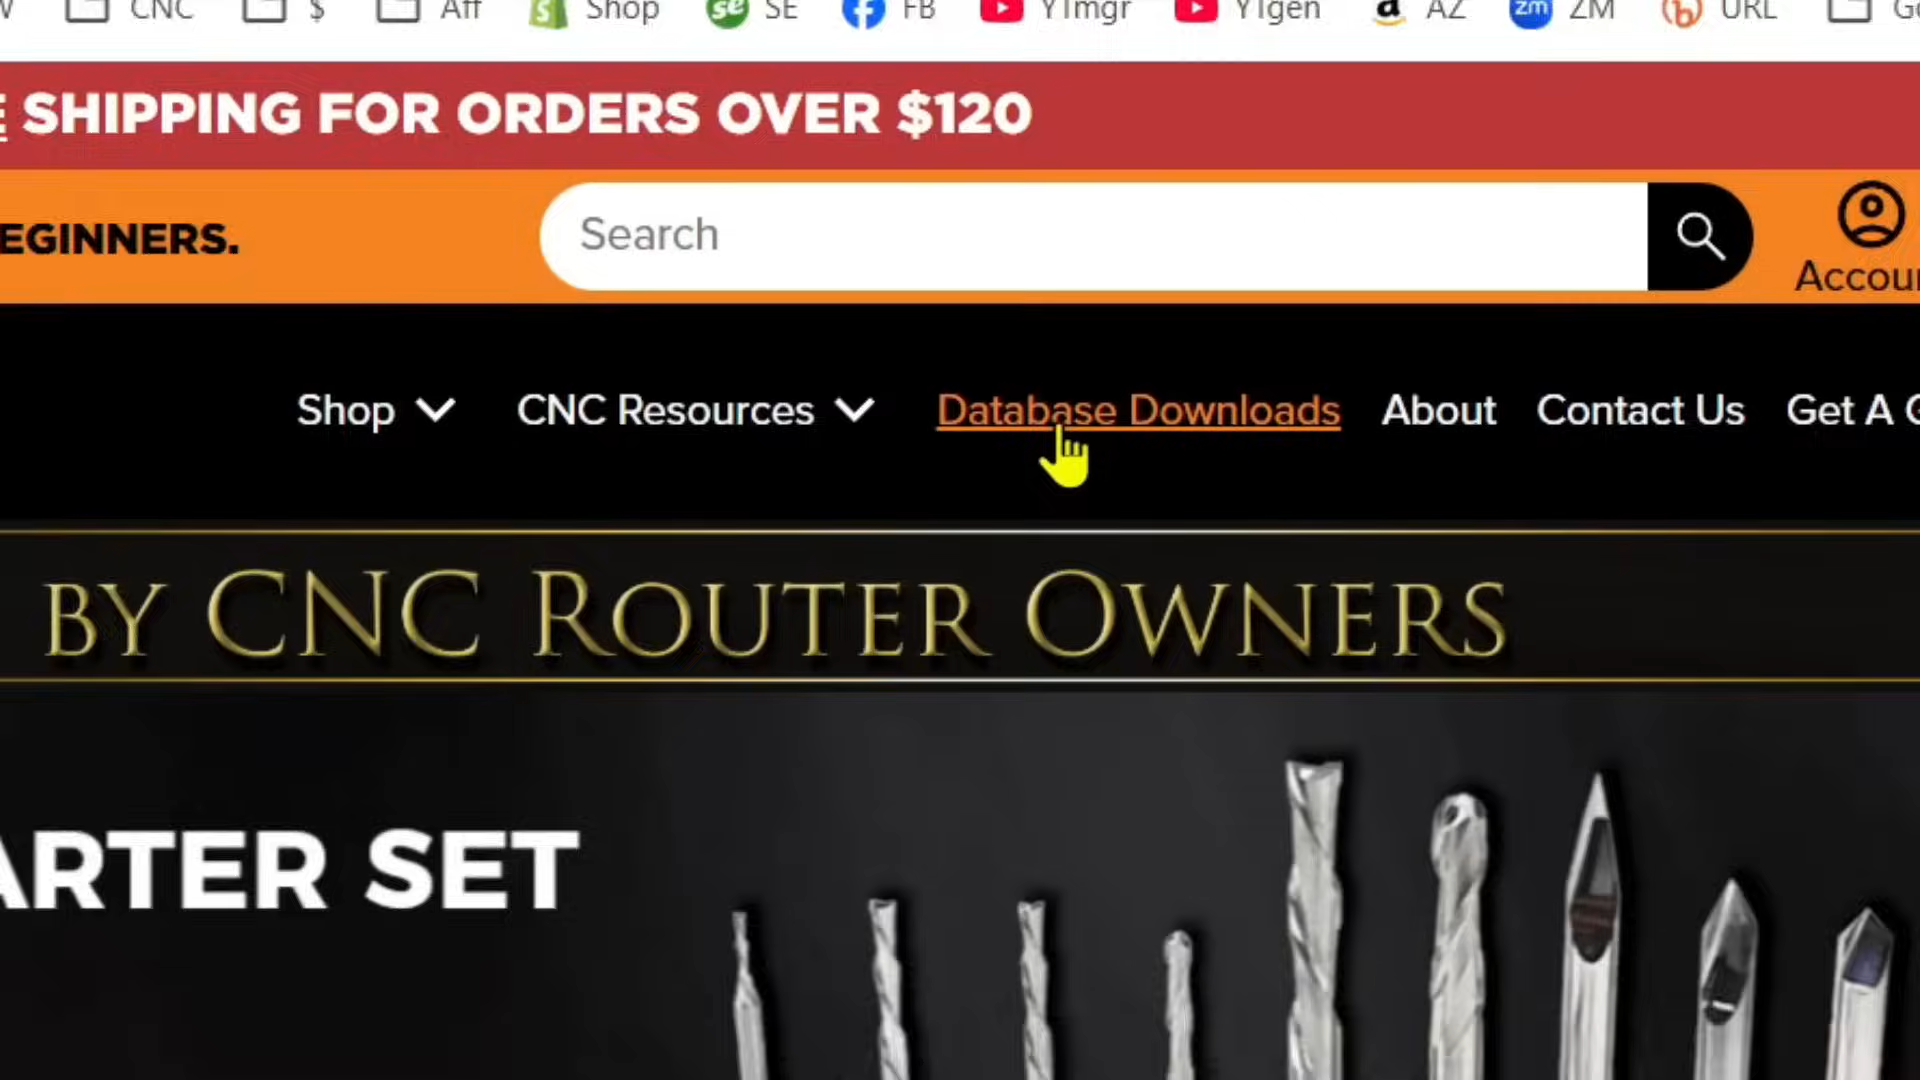 CNC $ Aff Shop SE FB YTmgr YTgen AZ ZM URL
SHIPPING FOR ORDERS OVER $120
EGINNERS.
Search
Accoun
Shop CNC Resources Database Downloads About Contact Us Get A
BY CNC ROUTER OWNERS
ARTER SET